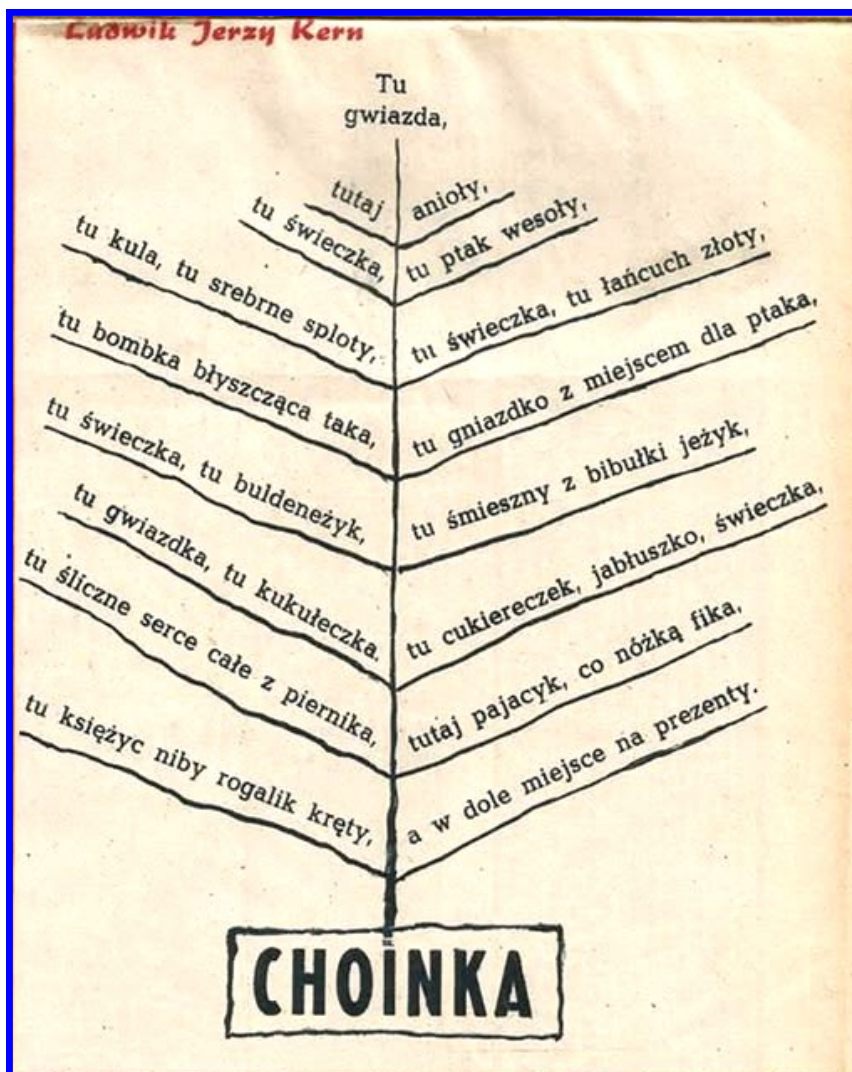 Ludwik Jerzy Kern
Tu
gwiazda,
tutaj anioły,
tu świeczka, tu ptak wesoły,
tu kula, tu srebrne sploty, tu świeczka, tu łańcuch złoty,
tu bombka błyszcząca taka, tu gniazdko z miejscem dla ptaka,
tu świeczka, tu buldeneżyk, tu śmieszny z bibułki jeżyk,
tu gwiazdka, tu kukułeczka. tu cukiereczek, jabłuszko, świeczka,
tu śliczne serce całe z piernika, tutaj pajacyk, co nóżką fika,
tu księżyc niby rogalik kręty, a w dole miejsce na prezenty.
CHOINKA